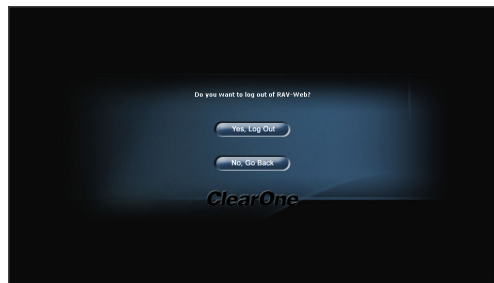 Do you want to log out of RAV-Web?
Yes, Log Out
No, Go Back
ClearOne